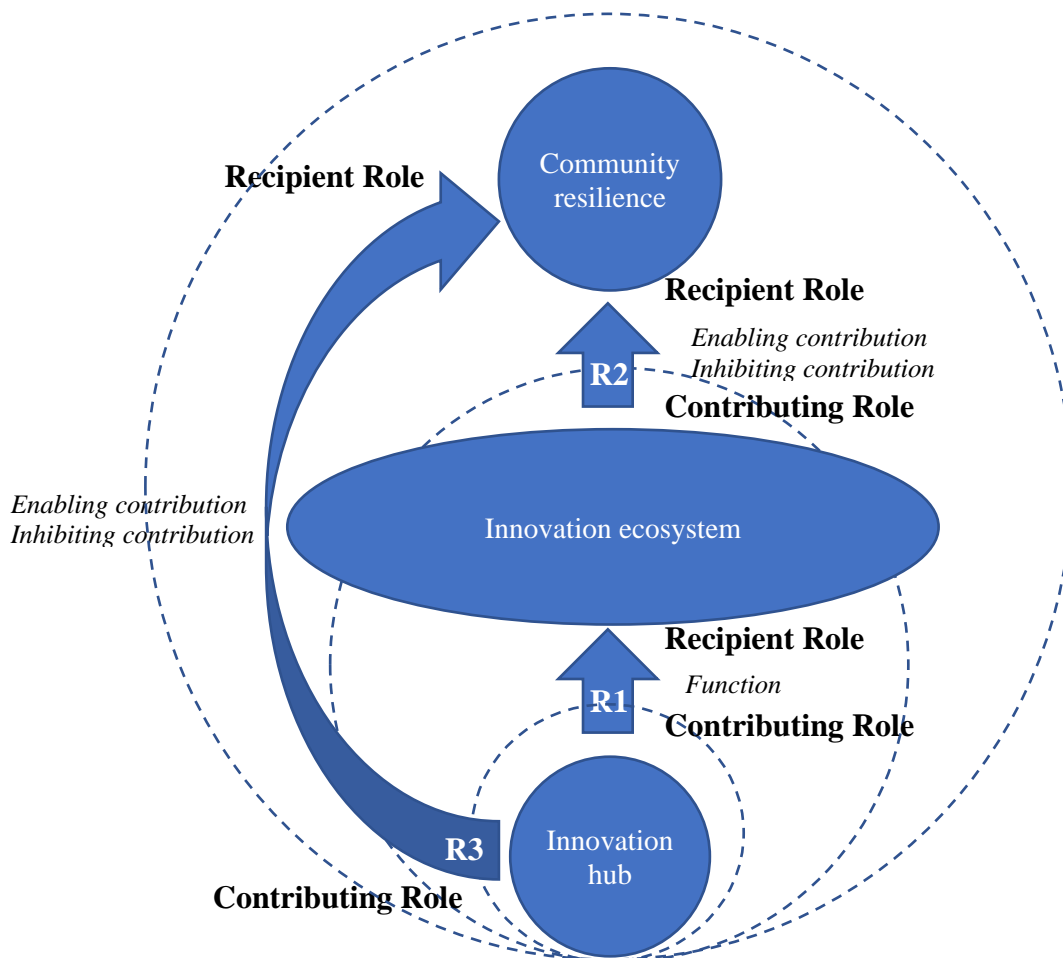 Community
resilience
Recipient Role
Recipient Role
Enabling contribution
Inhibiting contribution
R2
Contributing Role
Enabling contribution
Inhibiting contribution
Innovation ecosystem
Recipient Role
Function
R1
Contributing Role
Innovation
hub
R3
Contributing Role